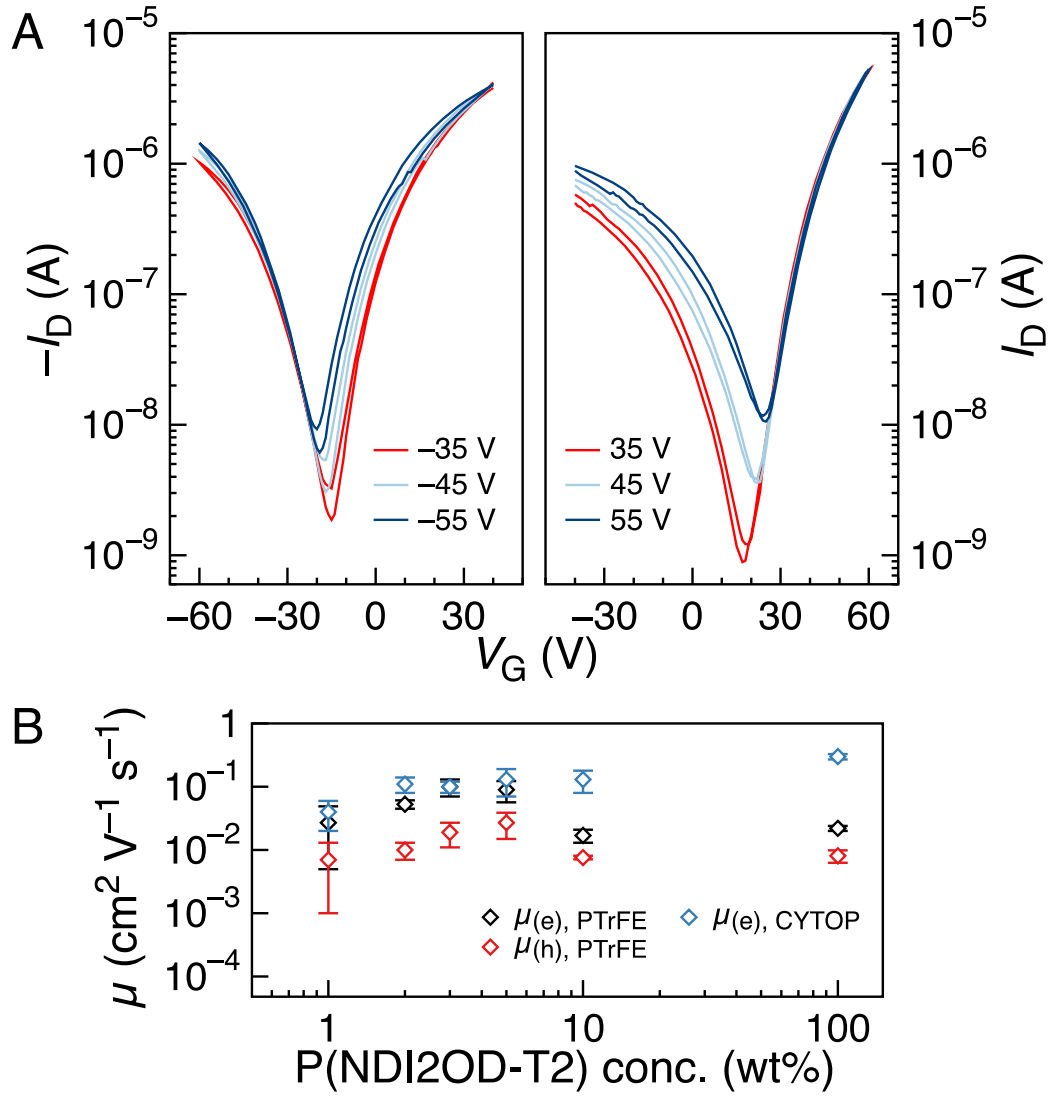 A
10⁻⁵
10⁻⁶
10⁻⁷
10⁻⁸
10⁻⁹
−I_D (A)
−35 V
−45 V
−55 V
−60
−30
0
30
35 V
45 V
55 V
−30
0
30
60
10⁻⁵
10⁻⁶
10⁻⁷
10⁻⁸
10⁻⁹
I_D (A)
V_G (V)
B
1
10⁻¹
10⁻²
10⁻³
10⁻⁴
μ (cm² V⁻¹ s⁻¹)
μ(e), PTrFE
μ(h), PTrFE
μ(e), CYTOP
1
10
100
P(NDI2OD-T2) conc. (wt%)